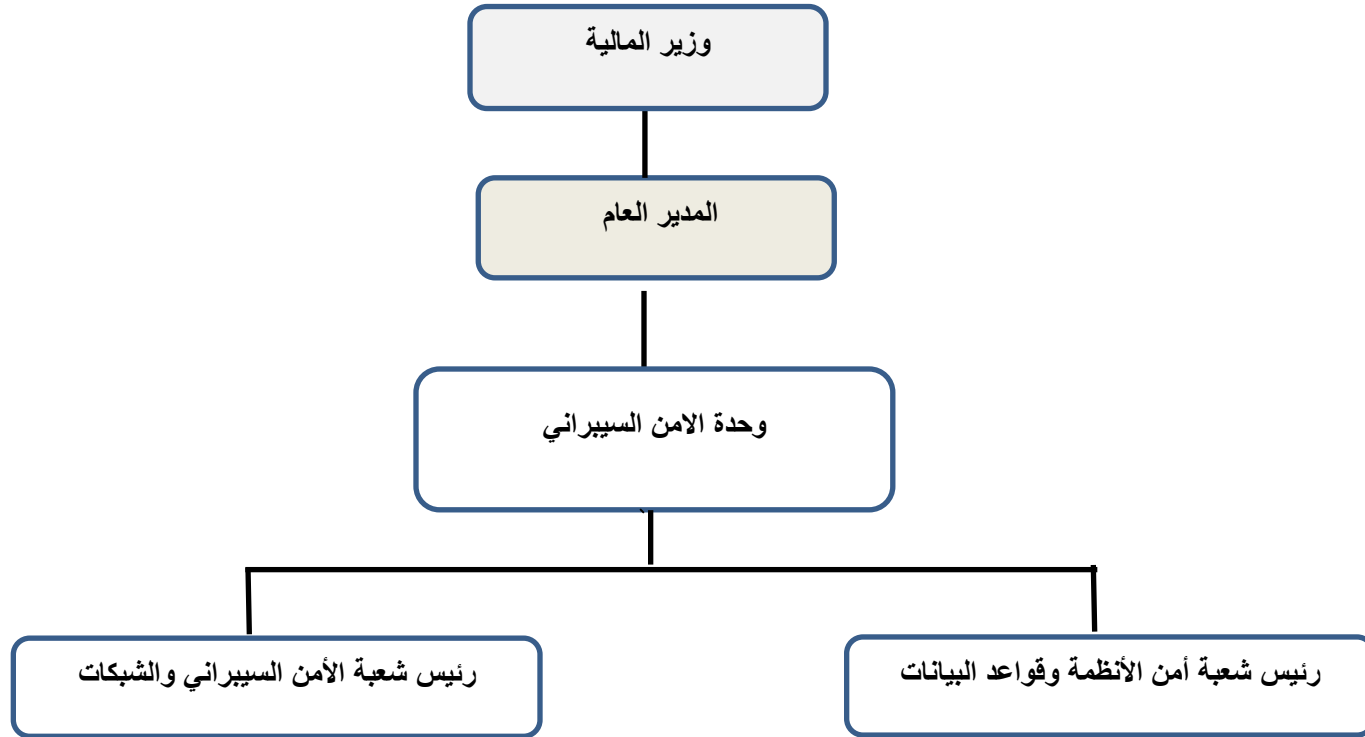 وزير المالية
المدير العام
وحدة الامن السيبراني
رئيس شعبة أمن الأنظمة وقواعد البيانات
رئيس شعبة الأمن السيبراني والشبكات